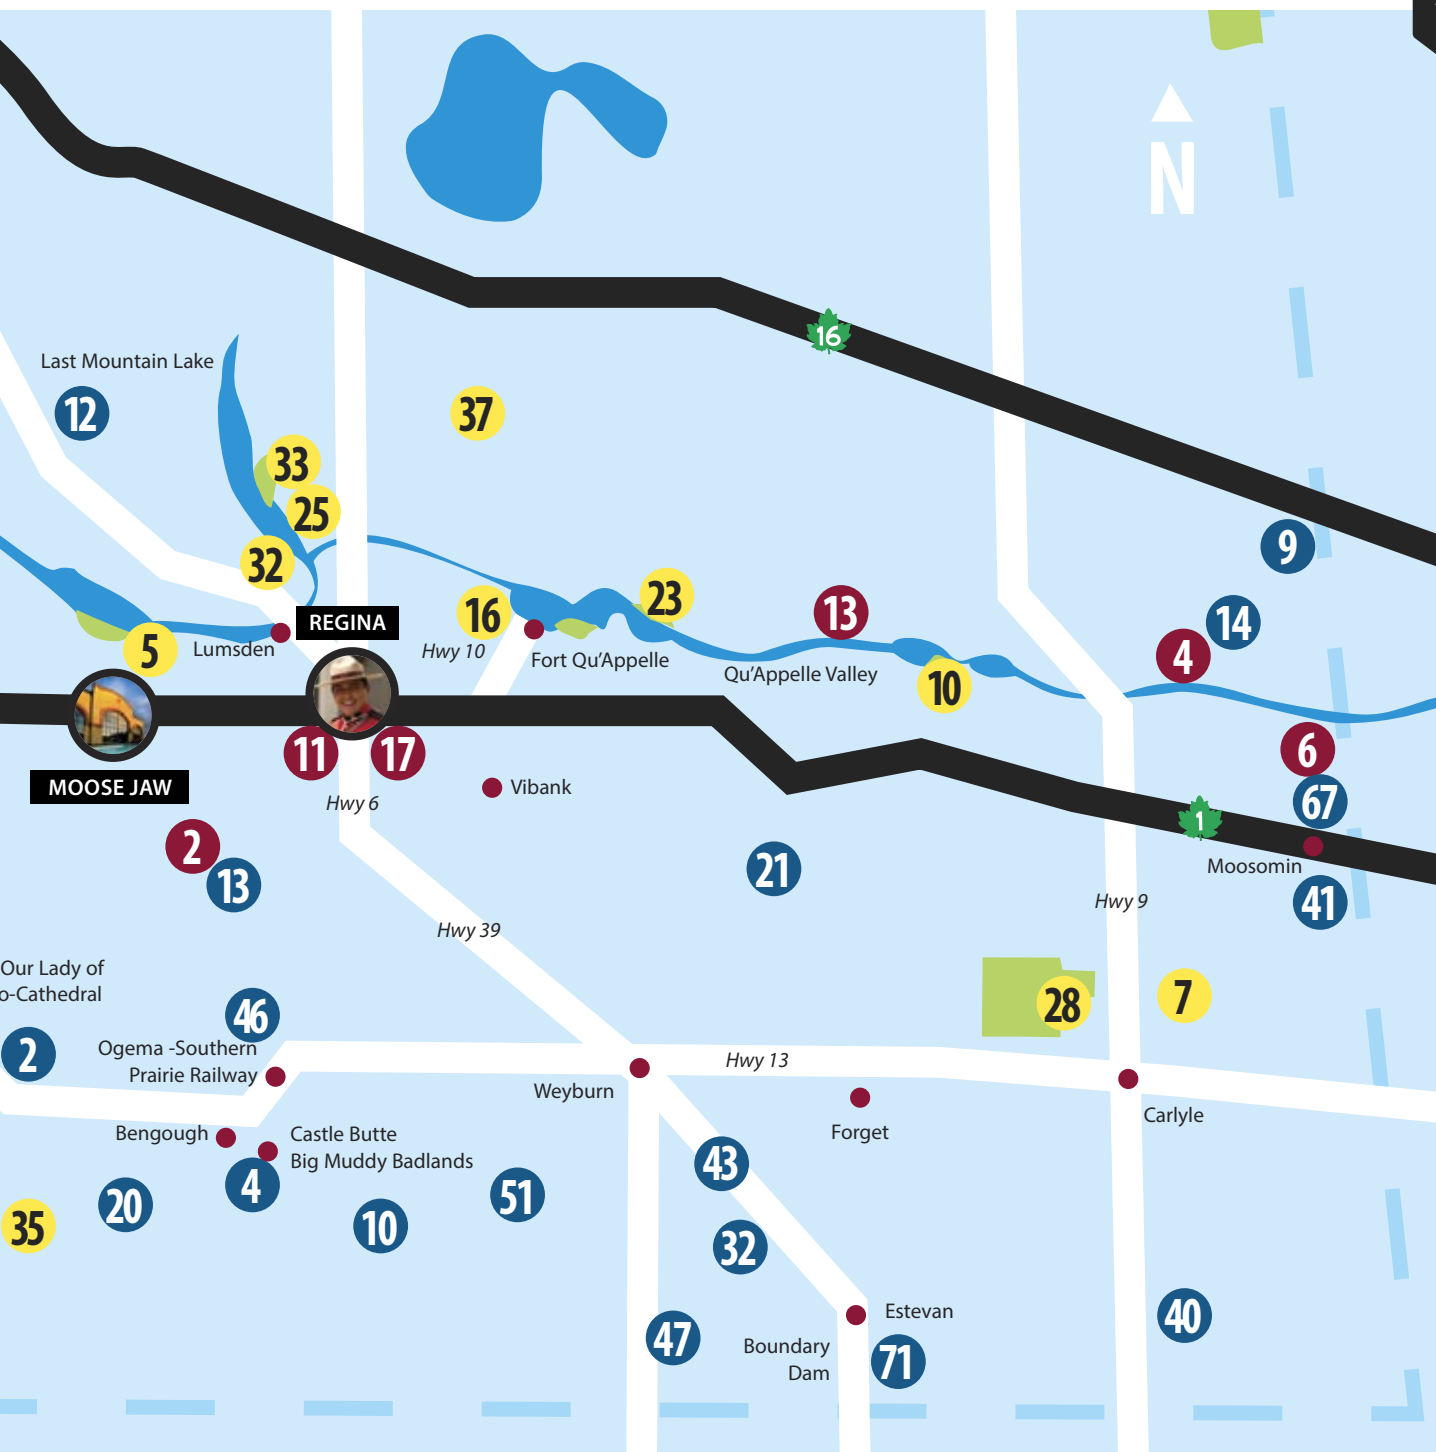 N
16
Last Mountain Lake
12
37
33
25
32
9
16
23
13
14
REGINA
5
Lumsden
Hwy 10
Fort Qu'Appelle
Qu'Appelle Valley
10
4
11
17
6
MOOSE JAW
Hwy 6
Vibank
67
1
2
13
21
Moosomin
41
Hwy 9
Hwy 39
Our Lady of
o-Cathedral
46
28
7
2
Ogema -Southern
Prairie Railway
Weyburn
Hwy 13
Forget
Carlyle
Bengough
Castle Butte
Big Muddy Badlands
4
43
20
51
35
10
32
Estevan
40
47
Boundary
Dam
71